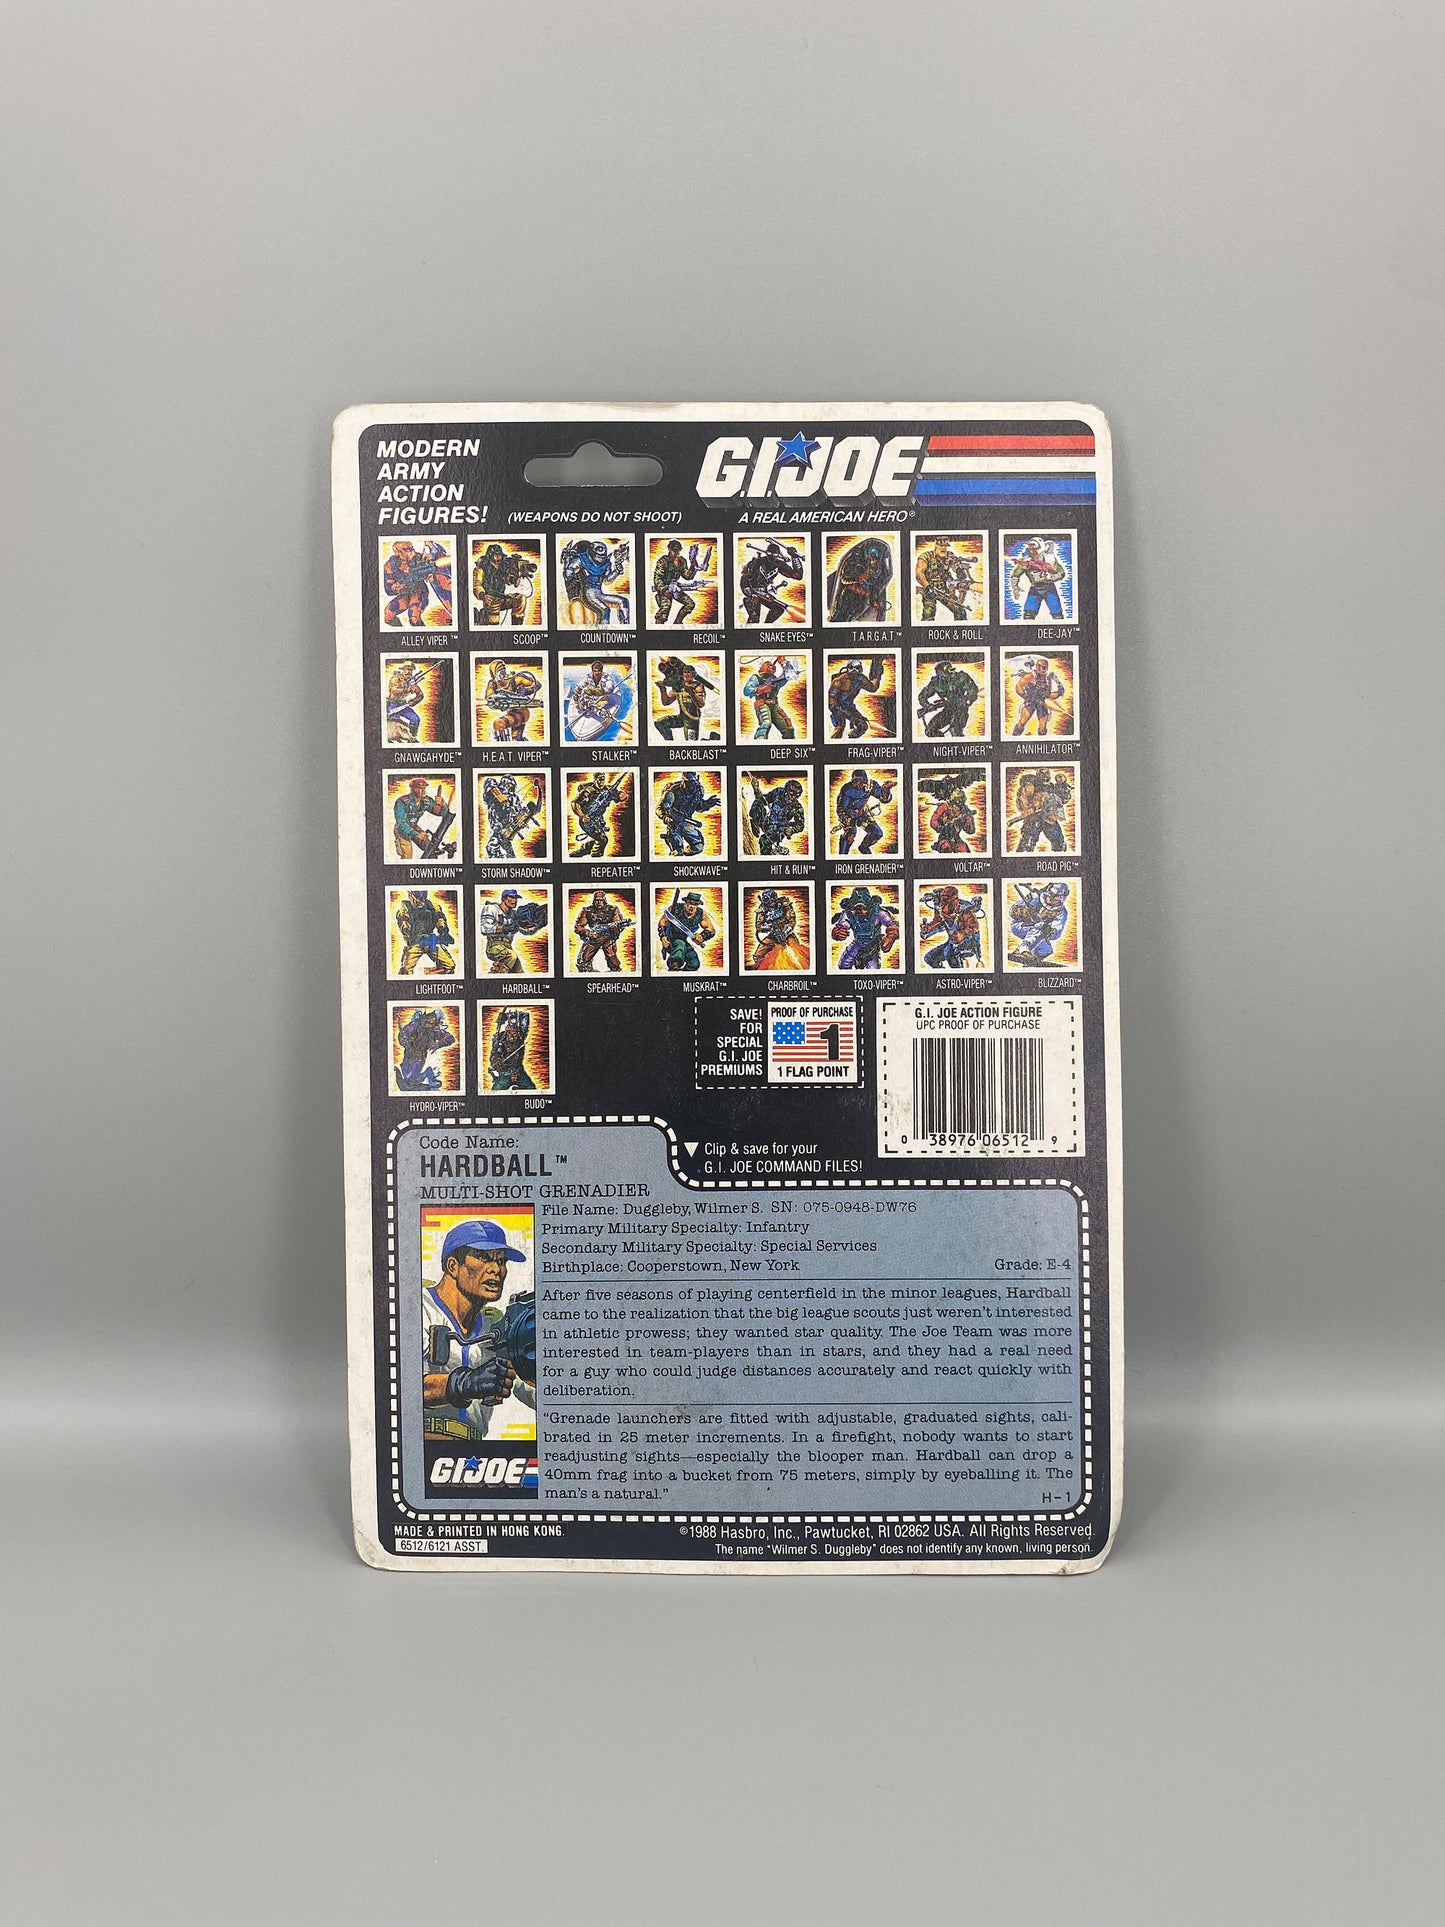 MODERN
ARMY
ACTION
FIGURES!
(WEAPONS DO NOT SHOOT)
G.I. JOE
A REAL AMERICAN HERO®
ALLEY VIPER™ SCOOP™ COUNTDOWN™ RECOIL™ SNAKE EYES™ T.A.R.G.A.T.™ ROCK & ROLL DEE-JAY™
GNAWGAHYDE™ H.E.A.T. VIPER™ STALKER™ BACKBLAST™ DEEP SIX™ FRAG-VIPER™ NIGHT-VIPER™ ANNIHILATOR™
DOWNTOWN™ STORM SHADOW™ REPEATER™ SHOCKWAVE™ HIT & RUN™ IRON GRENADIER™ VOLTAR™ ROAD PIG™
LIGHTFOOT™ HARDBALL™ SPEARHEAD™ MUSKRAT™ CHARBROIL™ TOXO-VIPER™ ASTRO-VIPER™ BLIZZARD™
HYDRO-VIPER™ BUDO™
SAVE!
FOR
SPECIAL
G.I. JOE
PREMIUMS
PROOF OF PURCHASE
1
1 FLAG POINT
G.I. JOE ACTION FIGURE
UPC PROOF OF PURCHASE
0 38976 06512 9
▼ Clip & save for your
G.I. JOE COMMAND FILES!
Code Name:
HARDBALL™
MULTI-SHOT GRENADIER
File Name: Duggleby, Wilmer S. SN: 075-0948-DW76
Primary Military Specialty: Infantry
Secondary Military Specialty: Special Services
Birthplace: Cooperstown, New York Grade: E-4
After five seasons of playing centerfield in the minor leagues, Hardball
came to the realization that the big league scouts just weren't interested
in athletic prowess; they wanted star quality. The Joe Team was more
interested in team-players than in stars, and they had a real need
for a guy who could judge distances accurately and react quickly with
deliberation.
"Grenade launchers are fitted with adjustable, graduated sights, cali-
brated in 25 meter increments. In a firefight, nobody wants to start
readjusting sights—especially the blooper man. Hardball can drop a
40mm frag into a bucket from 75 meters, simply by eyeballing it. The
man's a natural."
H-1
GI JOE
MADE & PRINTED IN HONG KONG.
6512/6121 ASST.
©1988 Hasbro, Inc., Pawtucket, RI 02862 USA. All Rights Reserved.
The name "Wilmer S. Duggleby" does not identify any known, living person.